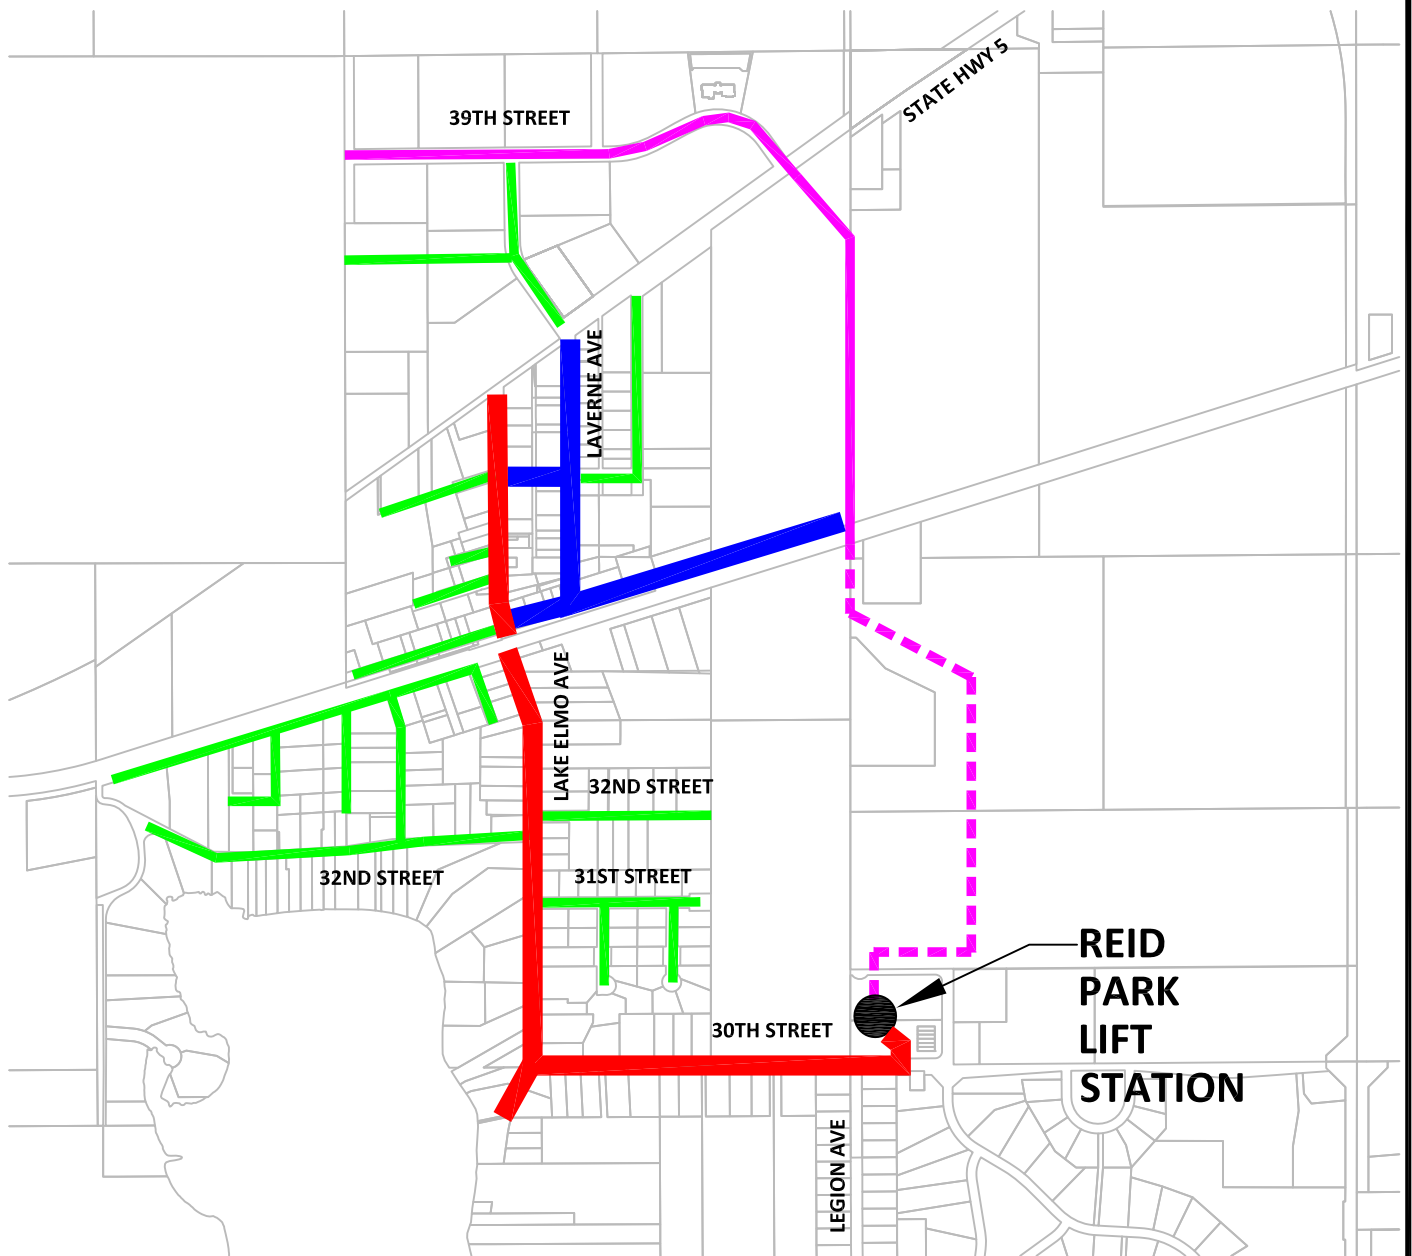 STATE HWY 5
39TH STREET
LAVERNE AVE
LAKE ELMO AVE
32ND STREET
31ST STREET
32ND STREET
REID
PARK
LIFT
STATION
30TH STREET
LEGION AVE